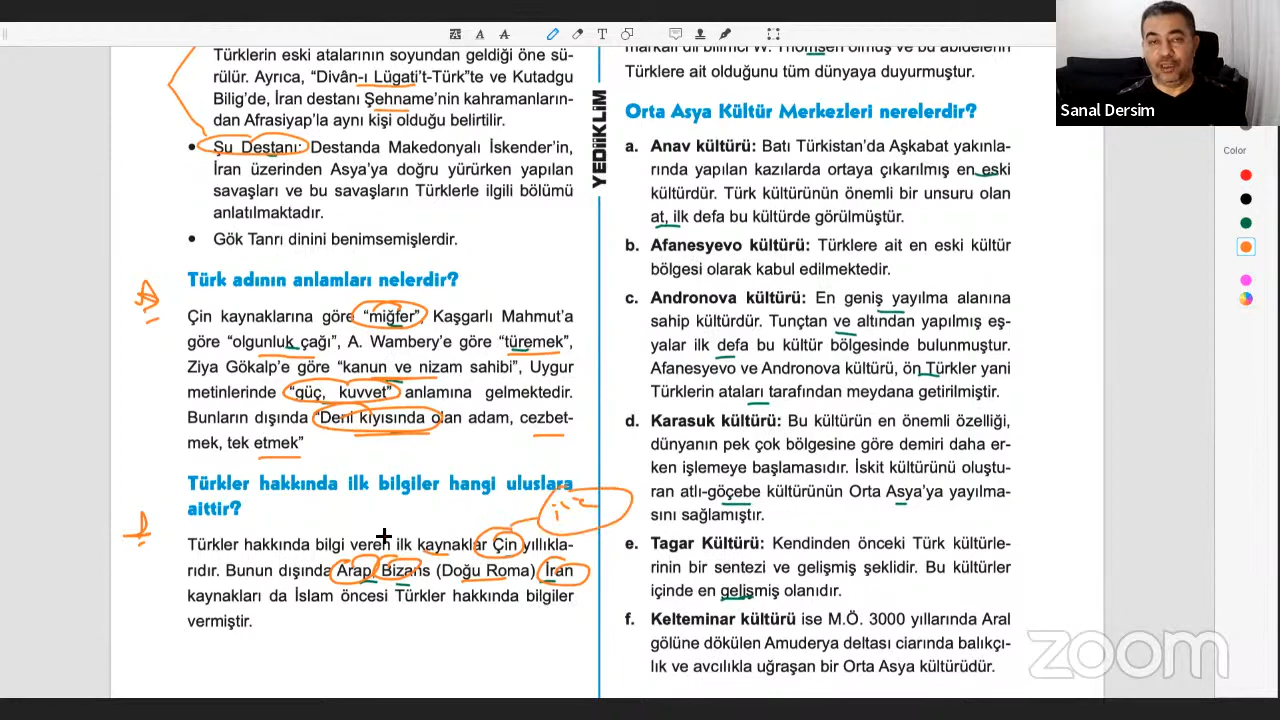 Türklerin eski atalarının soyundan geldiği öne sü-
rülür. Ayrıca, “Divân-ı Lügati’t-Türk”te ve Kutadgu
Bilig’de, İran destanı Şehname’nin kahramanların-
dan Afrasiyap’la aynı kişi olduğu belirtilir.
• Şu Destanı: Destanda Makedonyalı İskender’in,
İran üzerinden Asya’ya doğru yürürken yapılan
savaşları ve bu savaşların Türklerle ilgili bölümü
anlatılmaktadır.
• Gök Tanrı dinini benimsemişlerdir.
Türk adının anlamları nelerdir?
Çin kaynaklarına göre “miğfer”, Kaşgarlı Mahmut’a
göre “olgunluk çağı”, A. Wambery’e göre “türemek”,
Ziya Gökalp’e göre “kanun ve nizam sahibi”, Uygur
metinlerinde “güç, kuvvet” anlamına gelmektedir.
Bunların dışında “Deni kıyısında olan adam, cezbet-
mek, tek etmek”
Türkler hakkında ilk bilgiler hangi uluslara
aittir?
ilk
Türkler hakkında bilgi veren ilk kaynaklar Çin yıllıkla-
rıdır. Bunun dışında Arap, Bizans (Doğu Roma) İran
kaynakları da İslam öncesi Türkler hakkında bilgiler
vermiştir.
YEDİİKLİM
markalı dil bilimci W. Thomsen olmuş ve bu abidelerin
Türklere ait olduğunu tüm dünyaya duyurmuştur.
Orta Asya Kültür Merkezleri nerelerdir?
a. Anav kültürü: Batı Türkistan’da Aşkabat yakınla-
rında yapılan kazılarda ortaya çıkarılmış en eski
kültürdür. Türk kültürünün önemli bir unsuru olan
at, ilk defa bu kültürde görülmüştür.
b. Afanesyevo kültürü: Türklere ait en eski kültür
bölgesi olarak kabul edilmektedir.
c. Andronova kültürü: En geniş yayılma alanına
sahip kültürdür. Tunçtan ve altından yapılmış eş-
yalar ilk defa bu kültür bölgesinde bulunmuştur.
Afanesyevo ve Andronova kültürü, ön Türkler yani
Türklerin ataları tarafından meydana getirilmiştir.
d. Karasuk kültürü: Bu kültürün en önemli özelliği,
dünyanın pek çok bölgesine göre demiri daha er-
ken işlemeye başlamasıdır. İskit kültürünü oluştu-
ran atlı-göçebe kültürünün Orta Asya’ya yayılma-
sını sağlamıştır.
e. Tagar Kültürü: Kendinden önceki Türk kültürle-
rinin bir sentezi ve gelişmiş şeklidir. Bu kültürler
içinde en gelişmiş olanıdır.
f. Kelteminar kültürü ise M.Ö. 3000 yıllarında Aral
gölüne dökülen Amuderya deltası ciarında balıkçı-
lık ve avcılıkla uğraşan bir Orta Asya kültürüdür.
Sanal Dersim
Color
zoom